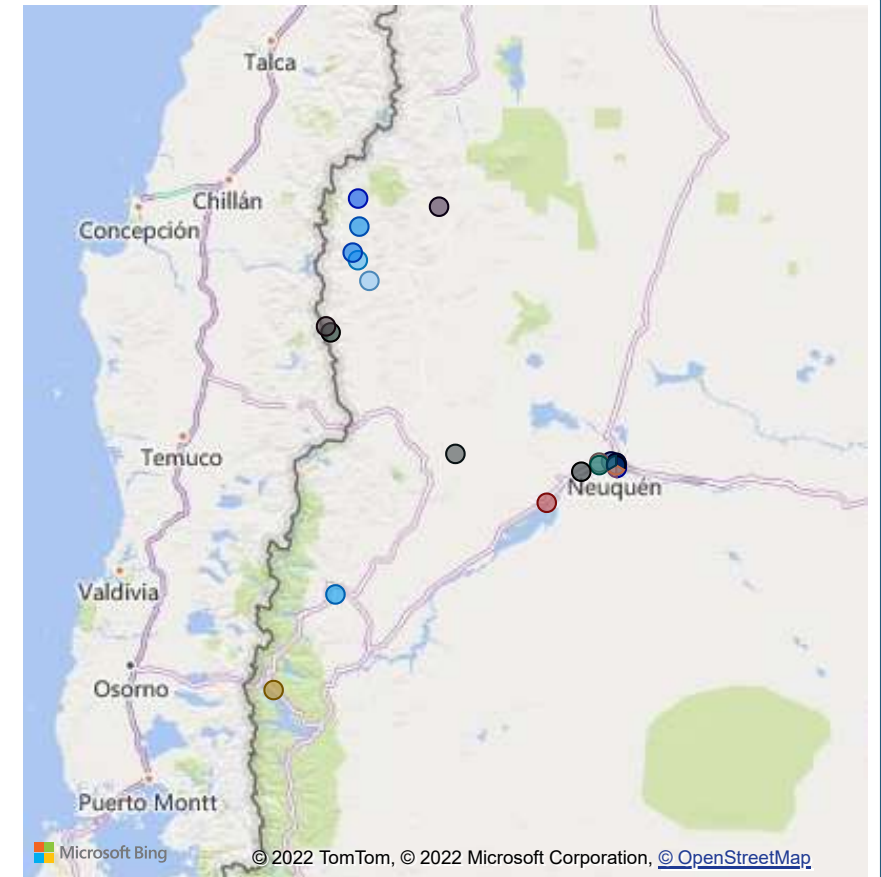 Talca
Chillán
Concepción
Temuco
Neuquén
Valdivia
Osorno
Puerto Montt
Microsoft Bing
© 2022 TomTom, © 2022 Microsoft Corporation, © OpenStreetMap